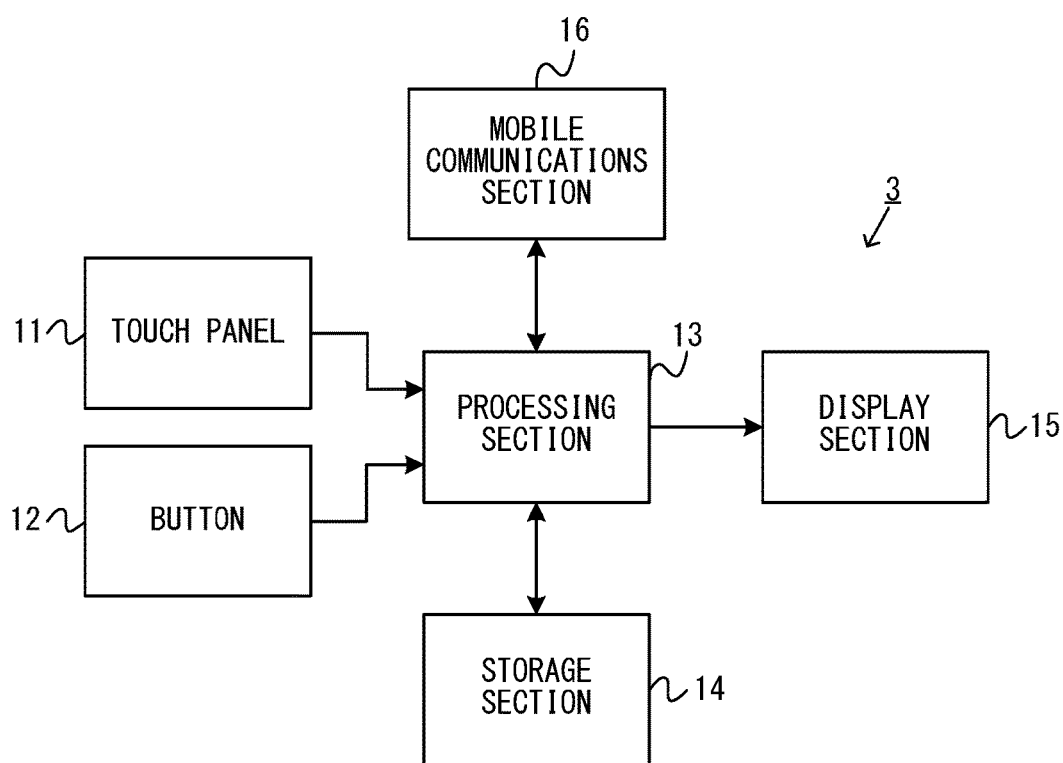 16
MOBILE
COMMUNICATIONS
SECTION
3
11
TOUCH PANEL
13
PROCESSING
SECTION
DISPLAY
SECTION
15
12
BUTTON
STORAGE
SECTION
14